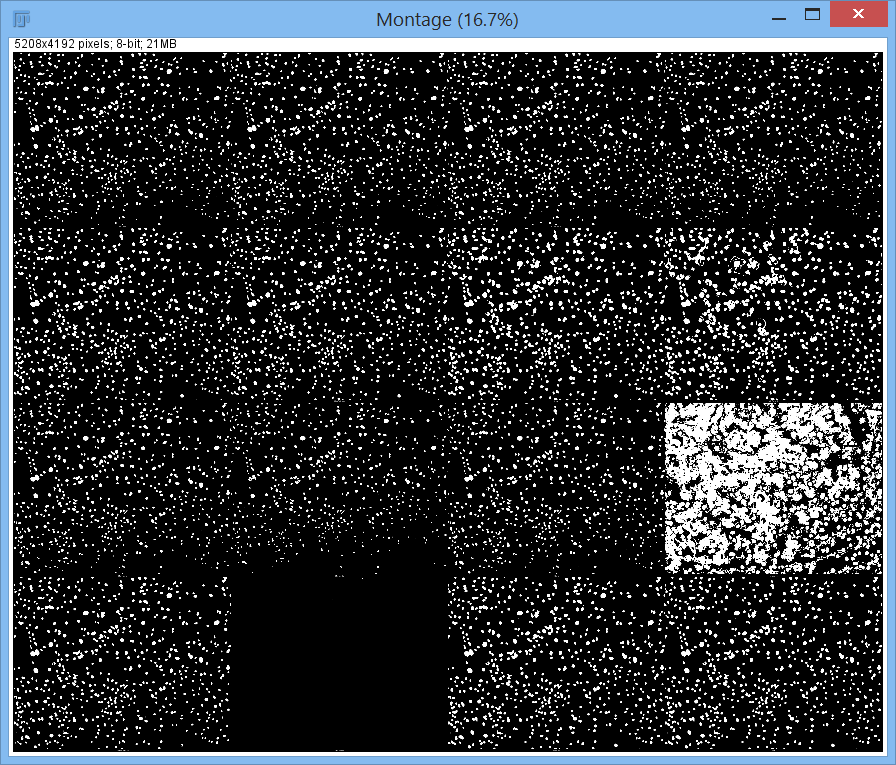 Montage (16.7%)
5208x4192 pixels; 8-bit; 21MB